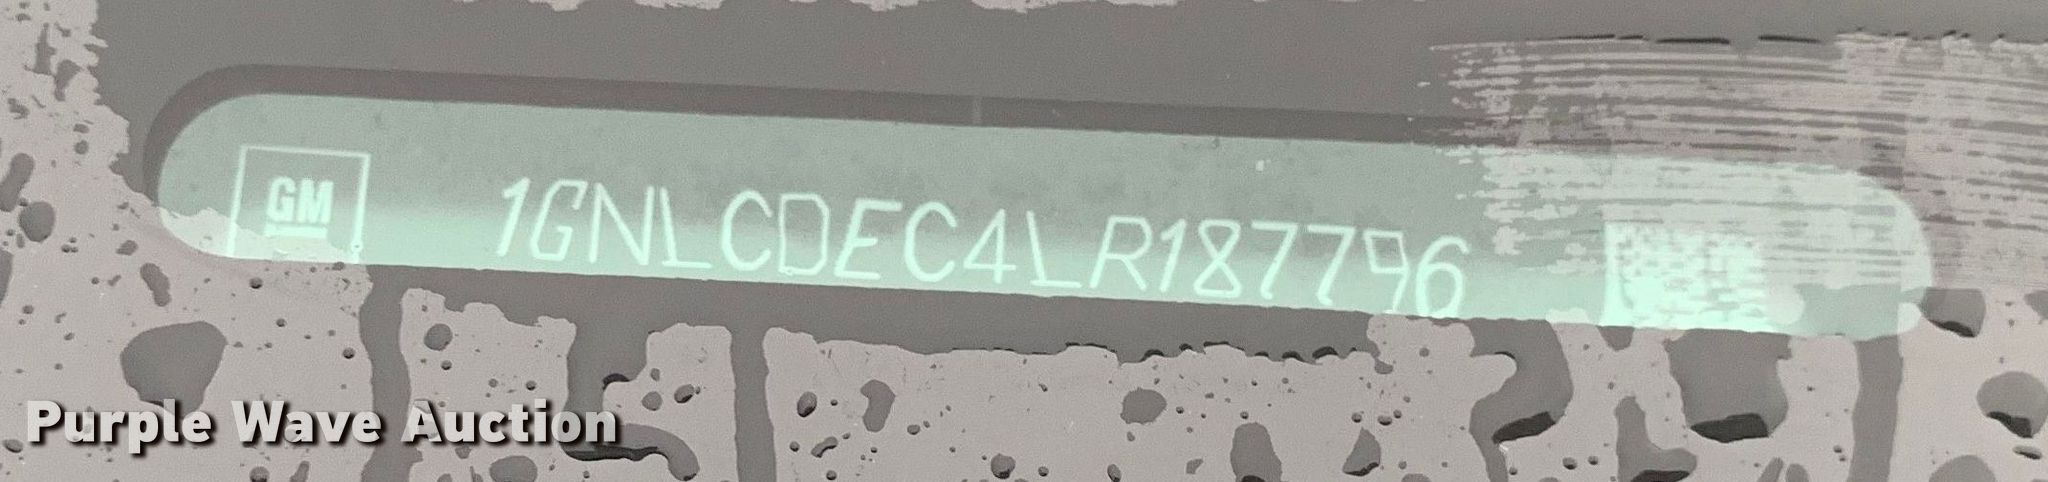 GM 1GNLCDEC4LR187796
Purple Wave Auction